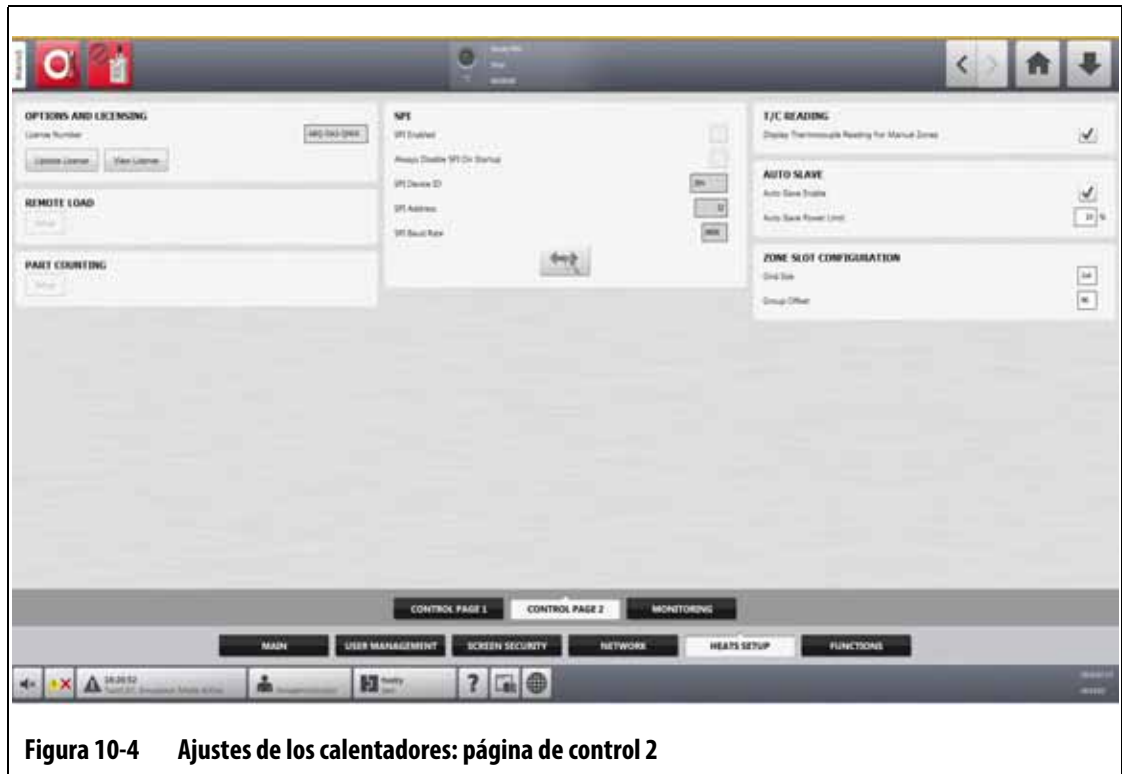 OPTIONS AND LICENSING
License Number
Update License View License
REMOTE LOAD
Setup
PART COUNTING
Setup
SPI
SPI Enabled
Always Disable SPI On Startup
SPI Device ID
SPI Address
32
SPI Baud Rate
T/C READING
Display Thermocouple Reading For Manual Zones
AUTO SLAVE
Auto Slave Enable
Auto Slave Power Limit
%
ZONE SLOT CONFIGURATION
Grid Size
Group Offset
CONTROL PAGE 1 CONTROL PAGE 2 MONITORING
MAIN USER MANAGEMENT SCREEN SECURITY NETWORK HEATS SETUP FUNCTIONS
?
Figura 10-4 Ajustes de los calentadores: página de control 2